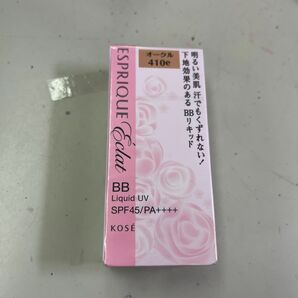 ESPRIQUE Éclat
オークル
410e
明るい美肌 汗でもくずれない!
下地効果のある BBリキッド
BB
Liquid UV
SPF45/PA++++
KOSÉ